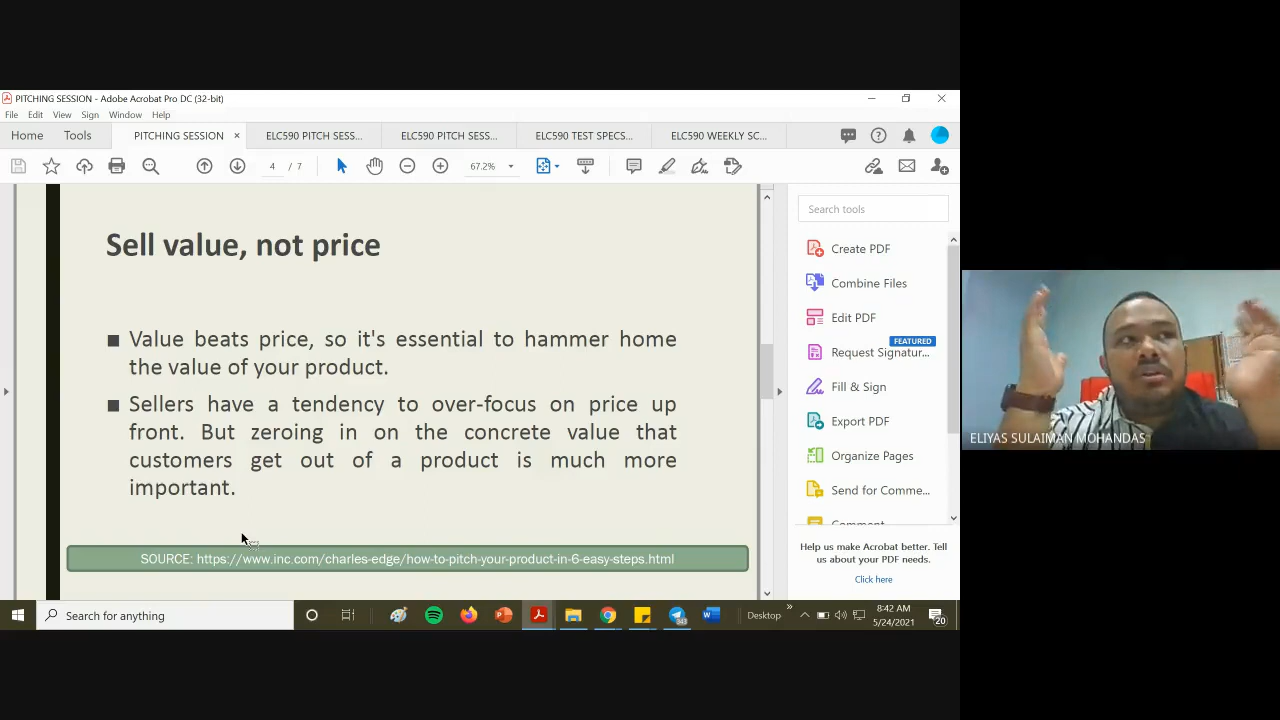 PITCHING SESSION - Adobe Acrobat Pro DC (32-bit)
File Edit View Sign Window Help
Home Tools PITCHING SESSION × ELC590 PITCH SESS... ELC590 PITCH SESS... ELC590 TEST SPECS... ELC590 WEEKLY SC...
4 / 7 67.2%
Sell value, not price
■ Value beats price, so it's essential to hammer home
the value of your product.
■ Sellers have a tendency to over-focus on price up
front. But zeroing in on the concrete value that
customers get out of a product is much more
important.
SOURCE: https://www.inc.com/charles-edge/how-to-pitch-your-product-in-6-easy-steps.html
Search tools
Create PDF
Combine Files
Edit PDF
FEATURED
Request Signatur...
Fill & Sign
Export PDF
Organize Pages
Send for Comme...
Comment
Help us make Acrobat better. Tell
us about your PDF needs.
Click here
ELIYAS SULAIMAN MOHANDAS
Search for anything
343
Desktop »
8:42 AM
5/24/2021
20